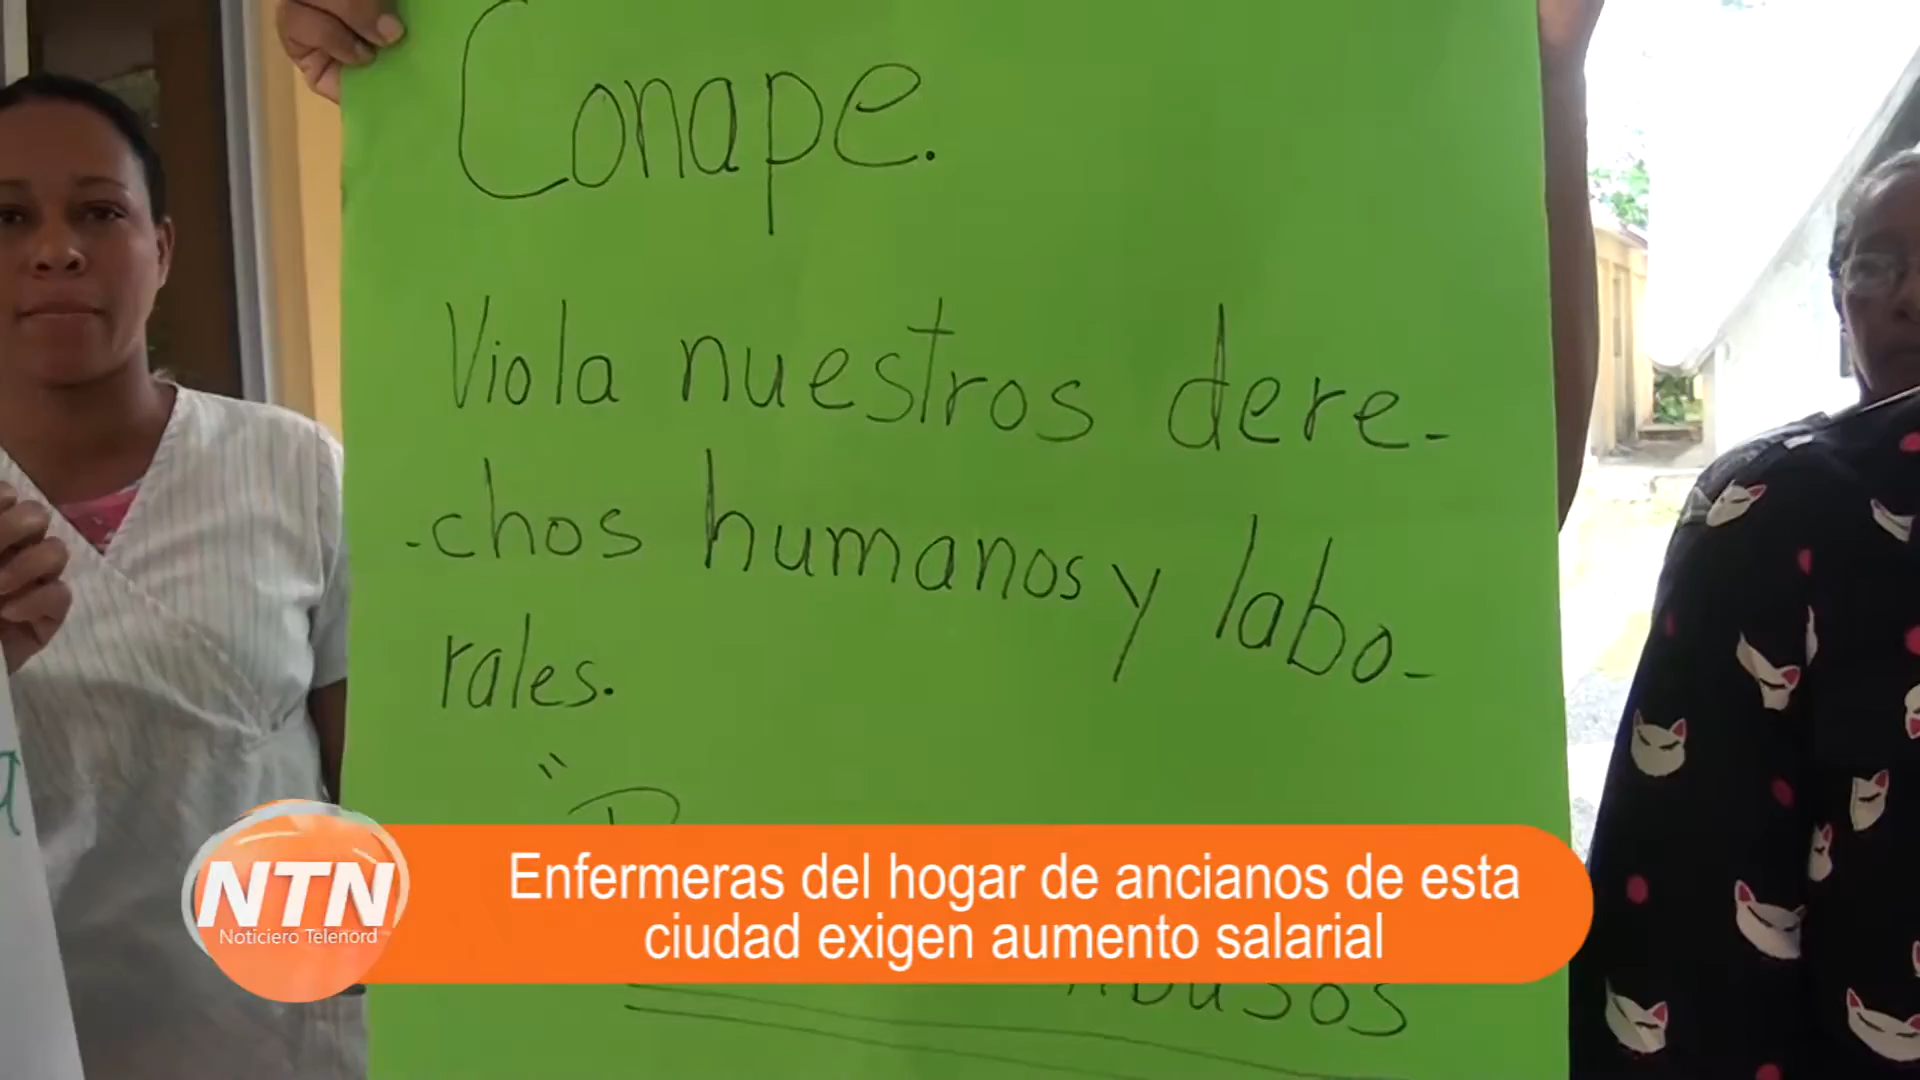 Conape.
Viola nuestros dere-
-chos humanos y labo-
rales.
NTN
Noticiero Telenord
Enfermeras del hogar de ancianos de esta
ciudad exigen aumento salarial
Abusos